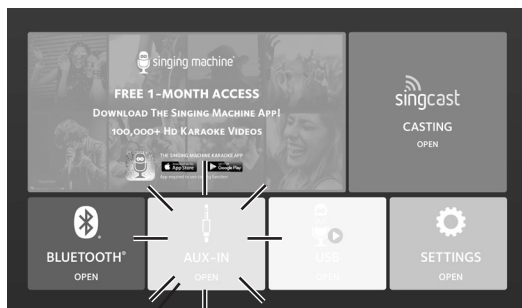 singing machine®
FREE 1-MONTH ACCESS
DOWNLOAD THE SINGING MACHINE APP!
100,000+ HD KARAOKE VIDEOS
THE SINGING MACHINE KARAOKE APP
App Store
Google Play
singcast
CASTING
OPEN
BLUETOOTH®
OPEN
AUX-IN
OPEN
USB
OPEN
SETTINGS
OPEN